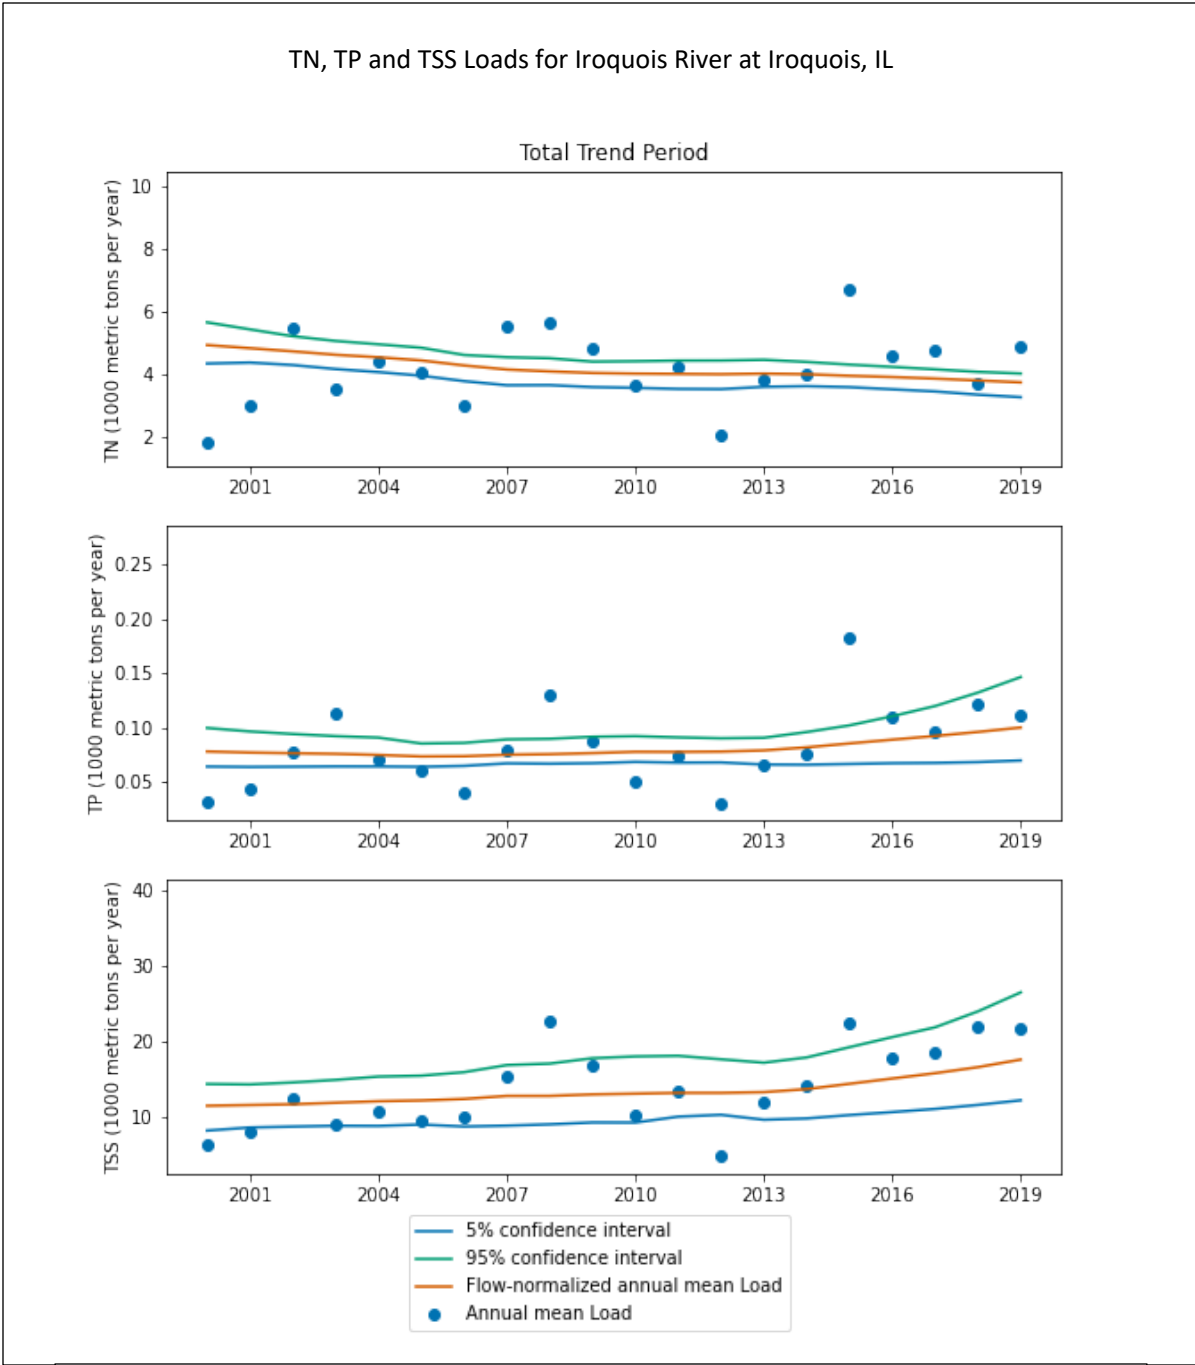 TN, TP and TSS Loads for Iroquois River at Iroquois, IL
Total Trend Period
TN (1000 metric tons per year)
10
8
6
4
2
2001 2004 2007 2010 2013 2016 2019
TP (1000 metric tons per year)
0.25
0.20
0.15
0.10
0.05
2001 2004 2007 2010 2013 2016 2019
TSS (1000 metric tons per year)
40
30
20
10
2001 2004 2007 2010 2013 2016 2019
5% confidence interval
95% confidence interval
Flow-normalized annual mean Load
Annual mean Load